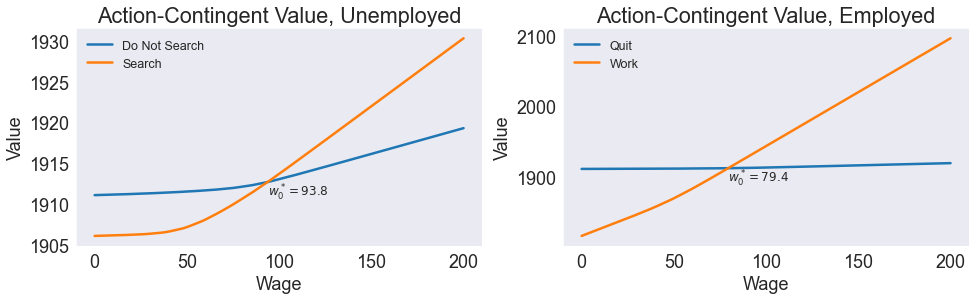 Action-Contingent Value, Unemployed
1930
1925
1920
1915
1910
1905
Value
Do Not Search
Search
w_0^* = 93.8
0 50 100 150 200
Wage
Action-Contingent Value, Employed
2100
2000
1900
Value
Quit
Work
w_0^* = 79.4
0 50 100 150 200
Wage